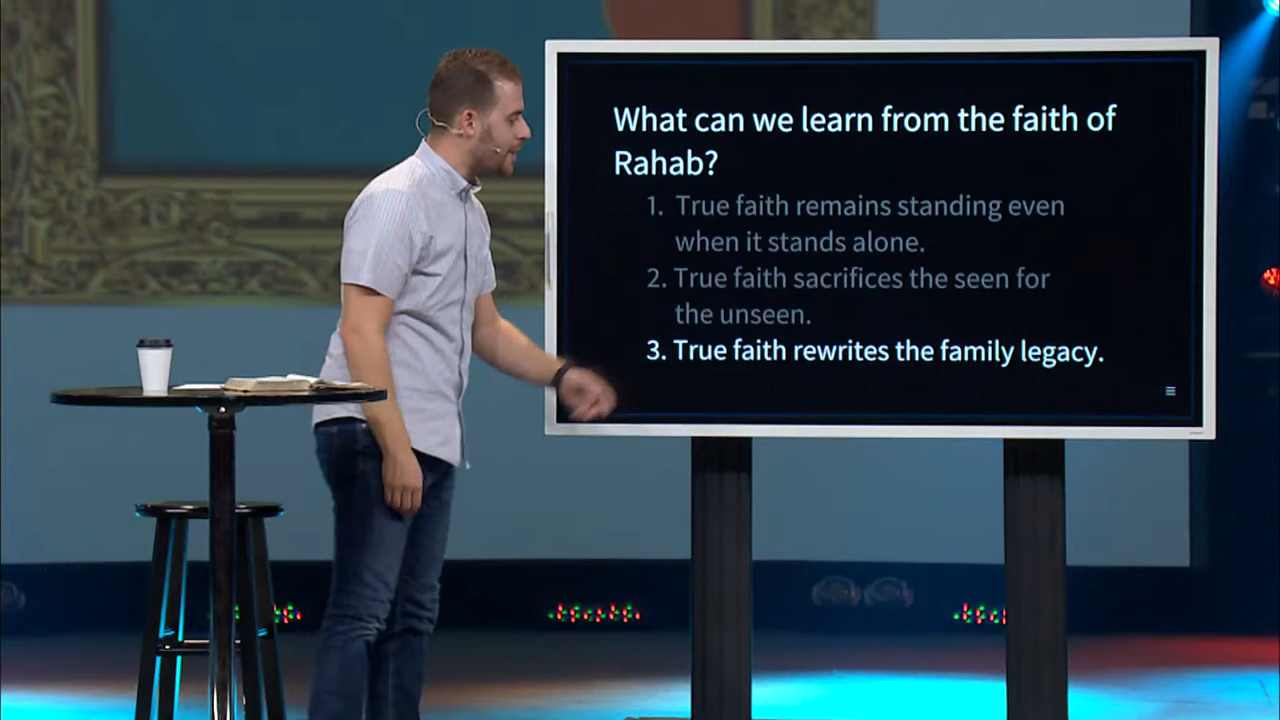 What can we learn from the faith of
Rahab?
1. True faith remains standing even
when it stands alone.
2. True faith sacrifices the seen for
the unseen.
3. True faith rewrites the family legacy.